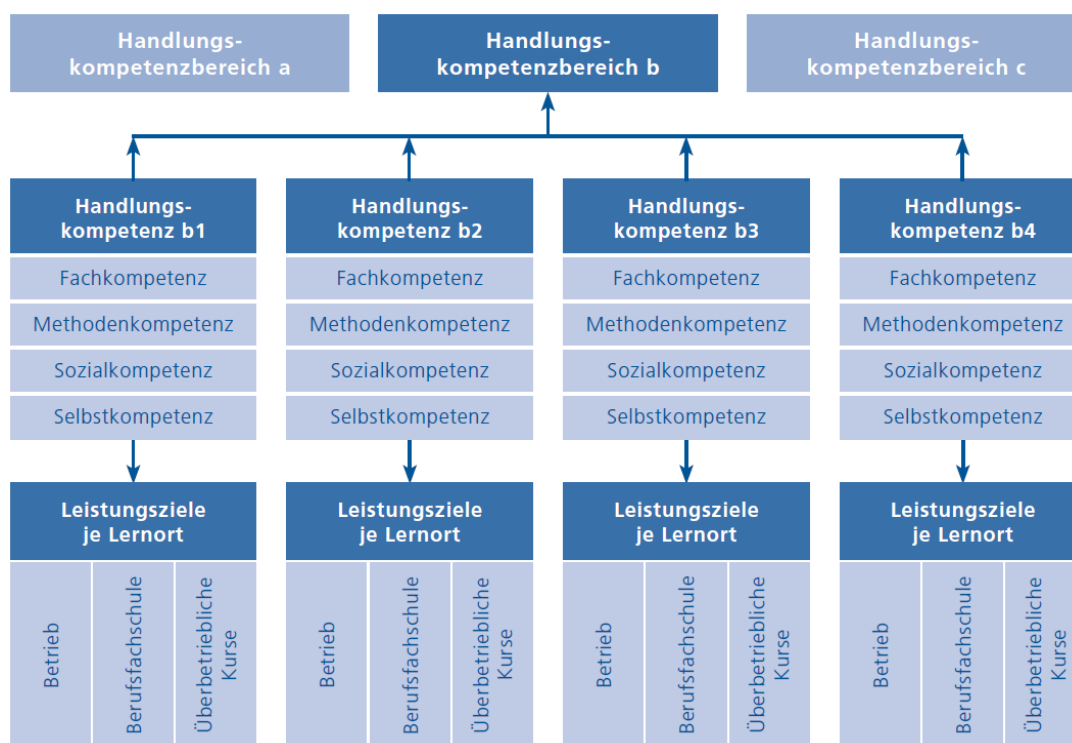 Handlungs-
kompetenzbereich a
Handlungs-
kompetenzbereich b
Handlungs-
kompetenzbereich c
Handlungs-
kompetenz b1
Handlungs-
kompetenz b2
Handlungs-
kompetenz b3
Handlungs-
kompetenz b4
Fachkompetenz
Fachkompetenz
Fachkompetenz
Fachkompetenz
Methodenkompetenz
Methodenkompetenz
Methodenkompetenz
Methodenkompetenz
Sozialkompetenz
Sozialkompetenz
Sozialkompetenz
Sozialkompetenz
Selbstkompetenz
Selbstkompetenz
Selbstkompetenz
Selbstkompetenz
Leistungsziele
je Lernort
Leistungsziele
je Lernort
Leistungsziele
je Lernort
Leistungsziele
je Lernort
Betrieb
Berufsfachschule
Überbetriebliche
Kurse
Betrieb
Berufsfachschule
Überbetriebliche
Kurse
Betrieb
Berufsfachschule
Überbetriebliche
Kurse
Betrieb
Berufsfachschule
Überbetriebliche
Kurse